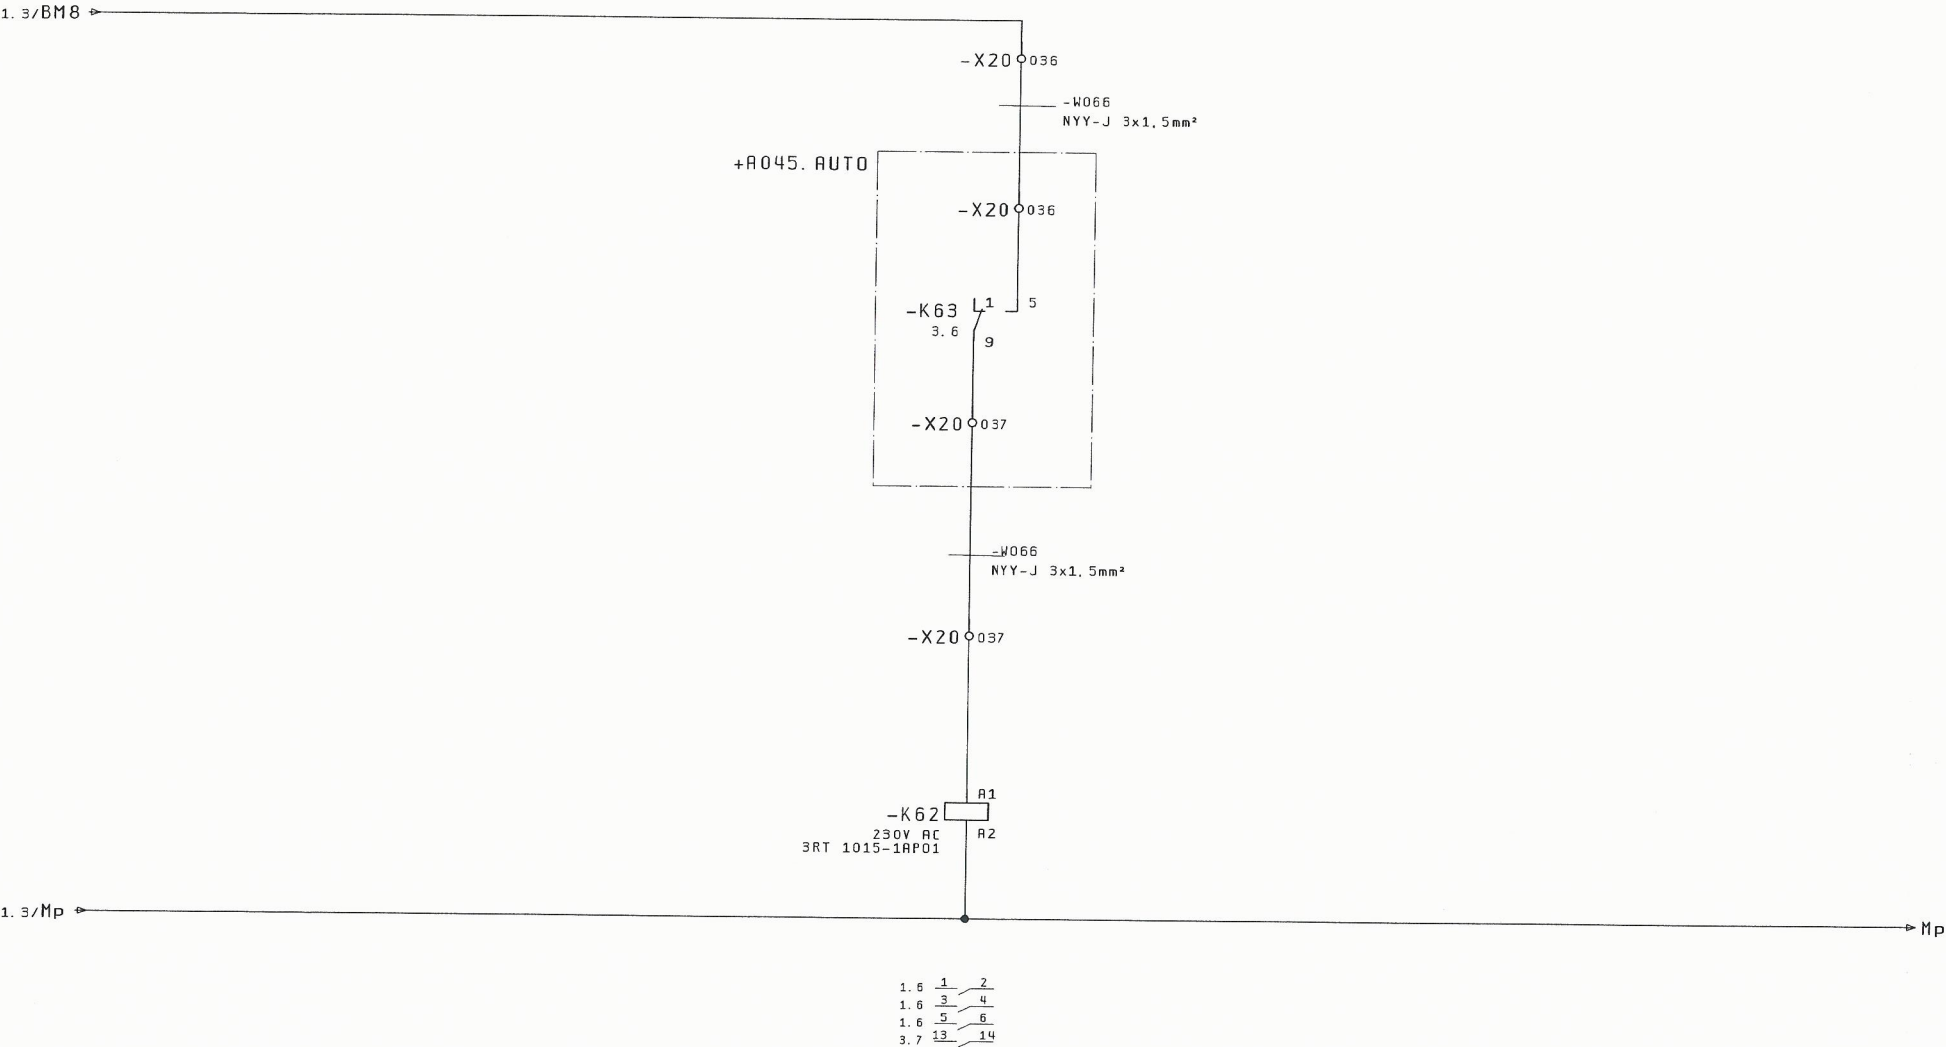 1.3/BM8
-X20 036
-W066
NYY-J 3x1,5mm²
+A045.AUTO
-X20 036
-K63 1 5
3.6
9
-X20 037
-W066
NYY-J 3x1,5mm²
-X20 037
A1
-K62
230V AC A2
3RT 1015-1AP01
1.3/Mp
Mp
1.6 1 2
1.6 3 4
1.6 5 6
3.7 13 14